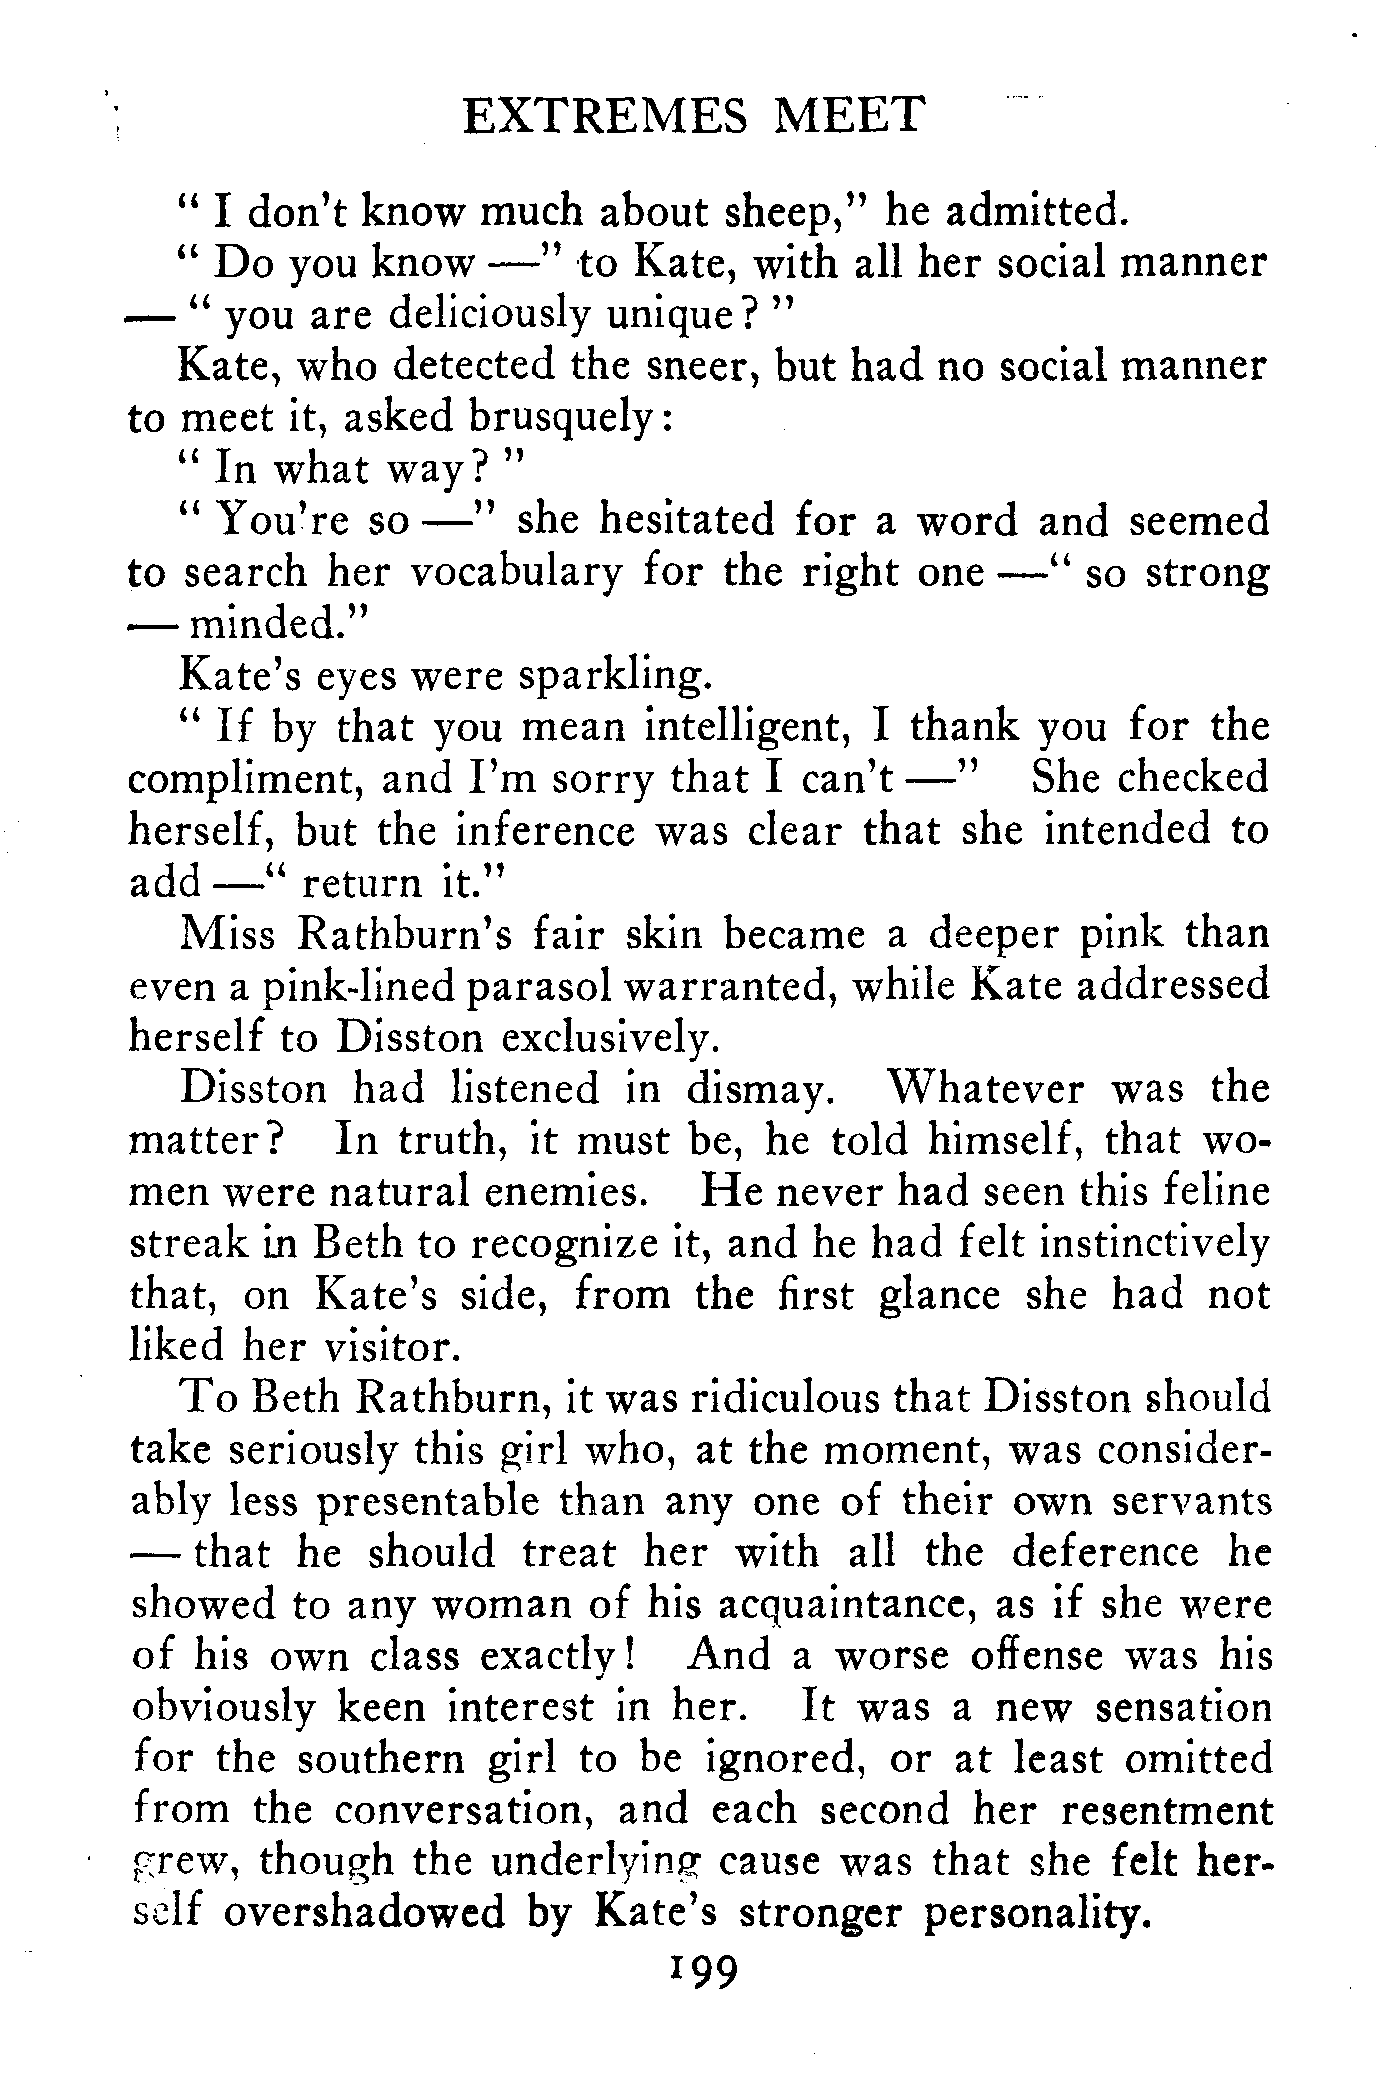 EXTREMES MEET
“ I don't know much about sheep,” he admitted.
“ Do you know —” to Kate, with all her social manner
— “ you are deliciously unique? ”
Kate, who detected the sneer, but had no social manner
to meet it, asked brusquely:
“ In what way? ”
“ You're so —” she hesitated for a word and seemed
to search her vocabulary for the right one —“ so strong
— minded.”
Kate's eyes were sparkling.
“ If by that you mean intelligent, I thank you for the
compliment, and I'm sorry that I can't —” She checked
herself, but the inference was clear that she intended to
add —“ return it.”
Miss Rathburn's fair skin became a deeper pink than
even a pink-lined parasol warranted, while Kate addressed
herself to Disston exclusively.
Disston had listened in dismay. Whatever was the
matter? In truth, it must be, he told himself, that wo-
men were natural enemies. He never had seen this feline
streak in Beth to recognize it, and he had felt instinctively
that, on Kate's side, from the first glance she had not
liked her visitor.
To Beth Rathburn, it was ridiculous that Disston should
take seriously this girl who, at the moment, was consider-
ably less presentable than any one of their own servants
— that he should treat her with all the deference he
showed to any woman of his acquaintance, as if she were
of his own class exactly! And a worse offense was his
obviously keen interest in her. It was a new sensation
for the southern girl to be ignored, or at least omitted
from the conversation, and each second her resentment
grew, though the underlying cause was that she felt her-
self overshadowed by Kate's stronger personality.
199